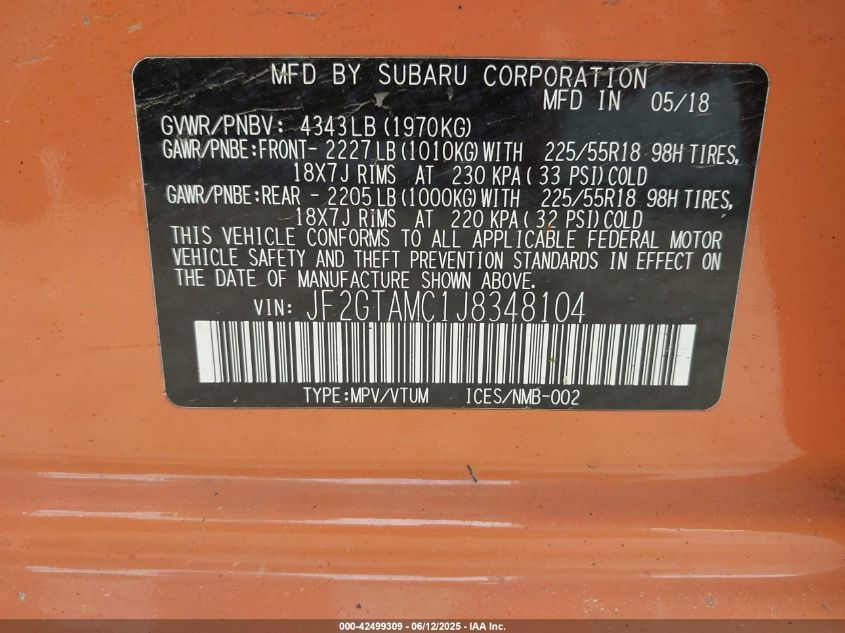 MFD BY SUBARU CORPORATION
MFD IN 05/18
GVWR/PNBV: 4343LB (1970KG)
GAWR/PNBE:FRONT- 2227 LB (1010KG) WITH 225/55R18 98H TIRES,
18X7J RIMS AT 230 KPA ( 33 PSI) COLD
GAWR/PNBE:REAR - 2205 LB (1000KG) WITH 225/55R18 98H TIRES,
18X7J RIMS AT 220 KPA ( 32 PSI) COLD
THIS VEHICLE CONFORMS TO ALL APPLICABLE FEDERAL MOTOR
VEHICLE SAFETY AND THEFT PREVENTION STANDARDS IN EFFECT ON
THE DATE OF MANUFACTURE SHOWN ABOVE.
VIN: JF2GTAMC1J8348104
TYPE:MPV/VTUM ICES/NMB-002
000-42499309 - 06/12/2025 - IAA Inc.